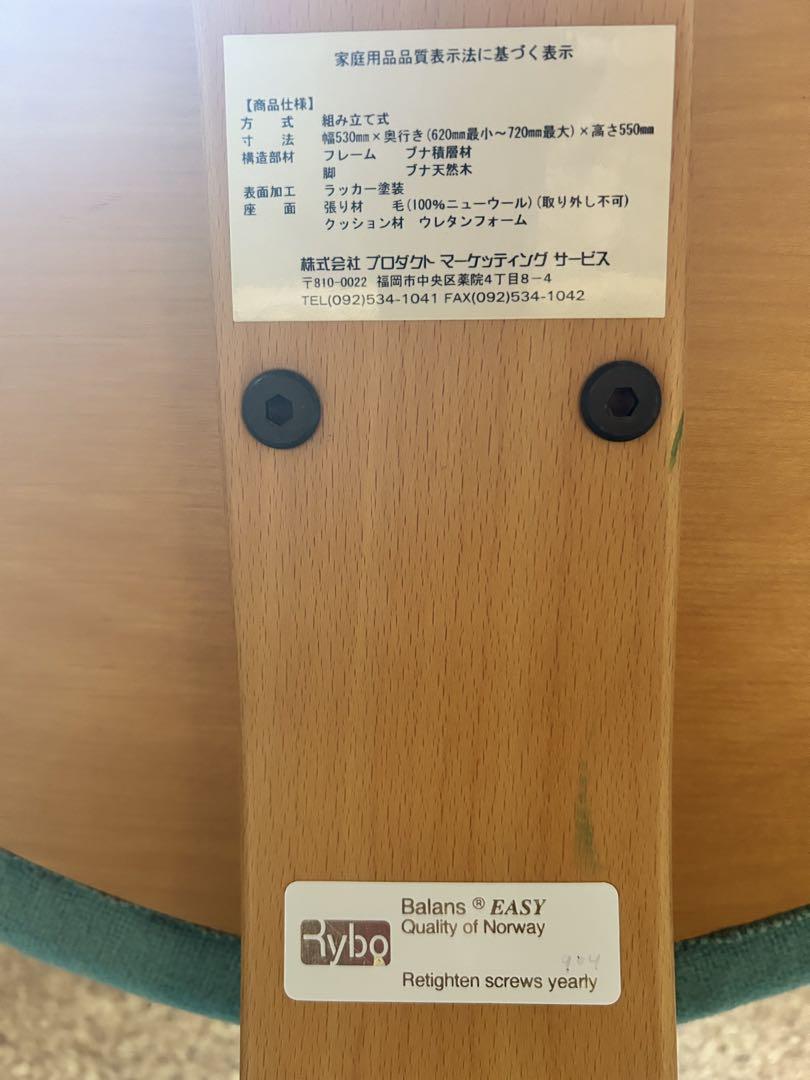 家庭用品品質表示法に基づく表示
【商品仕様】
方　式　組み立て式
寸　法　幅530mm×奥行き(620mm最小～720mm最大)×高さ550mm
構造部材　フレーム　ブナ積層材
脚　ブナ天然木
表面加工　ラッカー塗装
座　面　張り材　毛(100%ニューウール)(取り外し不可)
クッション材　ウレタンフォーム
株式会社 プロダクト マーケッティング サービス
〒810-0022 福岡市中央区薬院4丁目8-4
TEL(092)534-1041 FAX(092)534-1042
Balans ® EASY
Rybo Quality of Norway
904
Retighten screws yearly